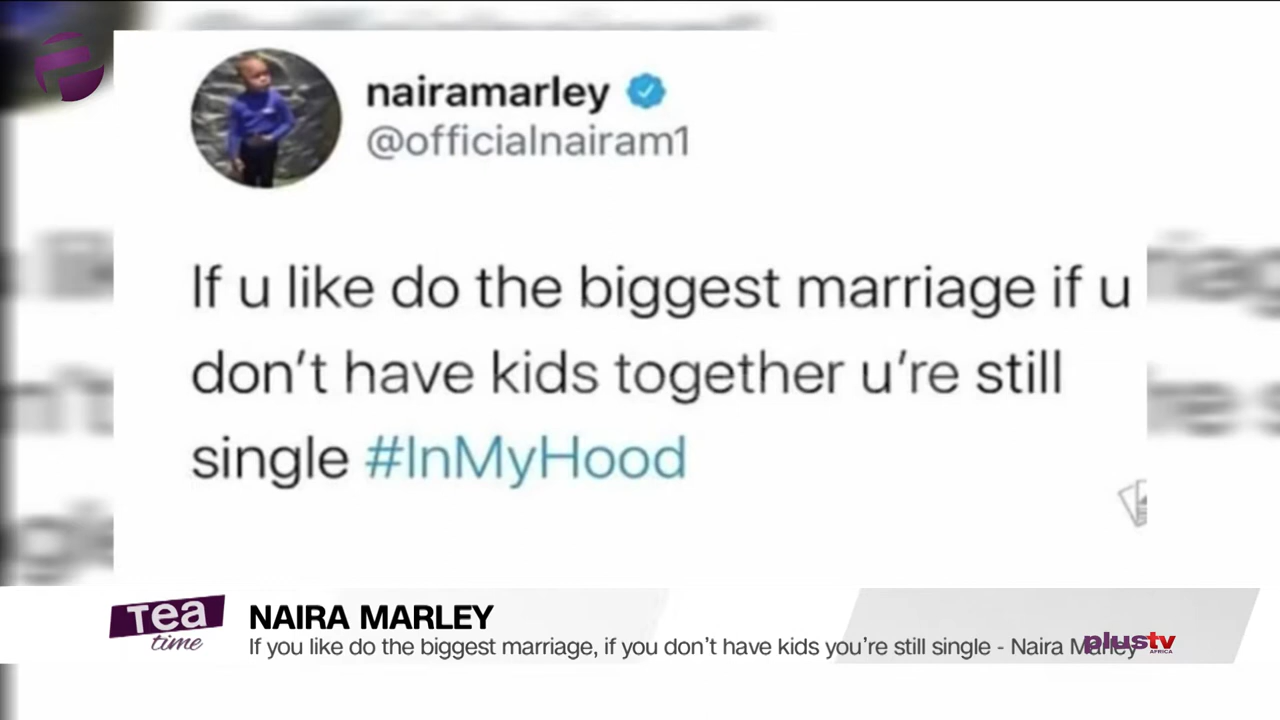 nairamarley
@officialnairam1
If u like do the biggest marriage if u
don't have kids together u're still
single #InMyHood
Tea
time
NAIRA MARLEY
If you like do the biggest marriage, if you don't have kids you're still single - Naira Marley
plustv
AFRICA